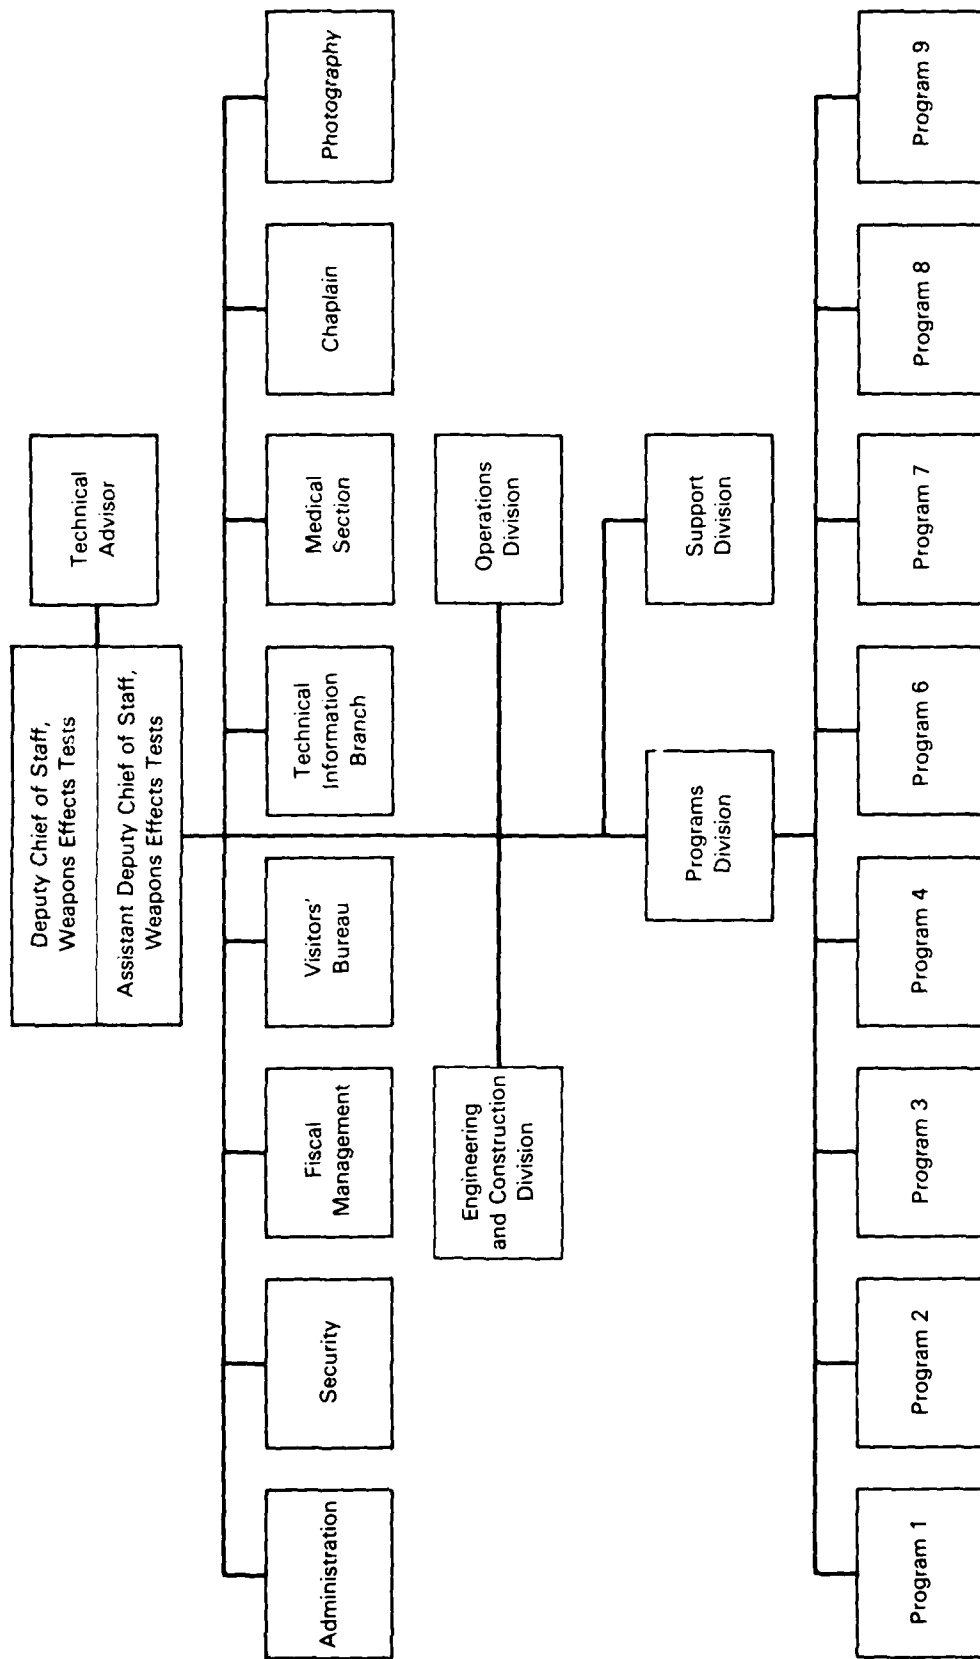 Deputy Chief of Staff,
Weapons Effects Tests
Assistant Deputy Chief of Staff,
Weapons Effects Tests
Technical
Advisor
Administration
Security
Fiscal
Management
Visitors'
Bureau
Technical
Information
Branch
Medical
Section
Chaplain
Photography
Engineering
and Construction
Division
Operations
Division
Programs
Division
Support
Division
Program 1
Program 2
Program 3
Program 4
Program 6
Program 7
Program 8
Program 9